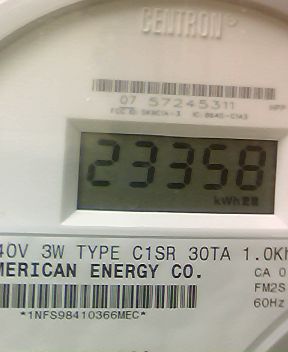 CENTRON®
07 57245311
23358
kWh
40V 3W TYPE C1SR 30TA 1.0Kh
MERICAN ENERGY CO.
CA 0
FM2S
60Hz
*1NFS98410366MEC*